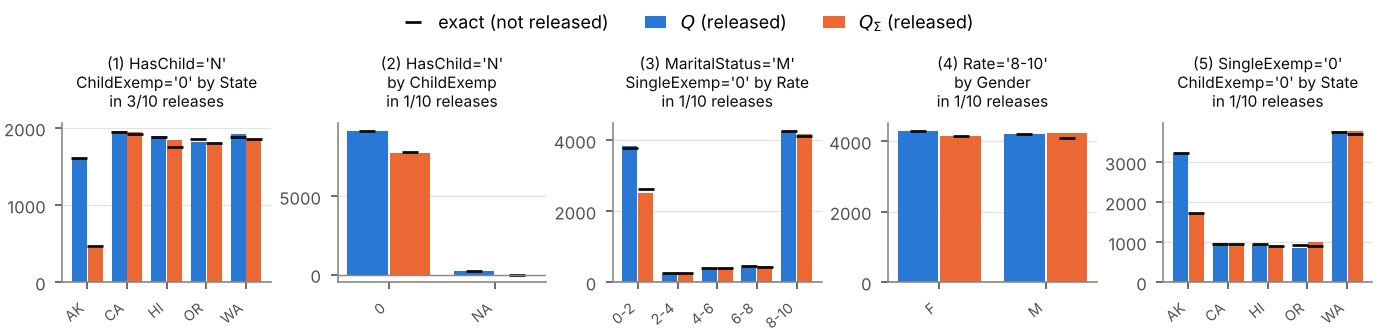 exact (not released) Q (released) QΣ (released)
(1) HasChild='N'
ChildExemp='0' by State
in 3/10 releases
2000
1000
0
AK CA HI OR WA
(2) HasChild='N'
by ChildExemp
in 1/10 releases
5000
0
0 NA
(3) MaritalStatus='M'
SingleExemp='0' by Rate
in 1/10 releases
4000
2000
0
0-2 2-4 4-6 6-8 8-10
(4) Rate='8-10'
by Gender
in 1/10 releases
4000
2000
0
F M
(5) SingleExemp='0'
ChildExemp='0' by State
in 1/10 releases
3000
2000
1000
0
AK CA HI OR WA